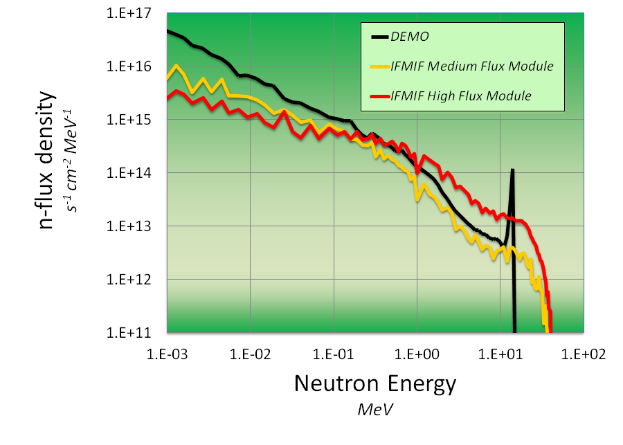 1.E+17
1.E+16
1.E+15
1.E+14
1.E+13
1.E+12
1.E+11
n-flux density
s-1 cm-2 MeV-1
DEMO
IFMIF Medium Flux Module
IFMIF High Flux Module
1.E-03 1.E-02 1.E-01 1.E+00 1.E+01 1.E+02
Neutron Energy
MeV